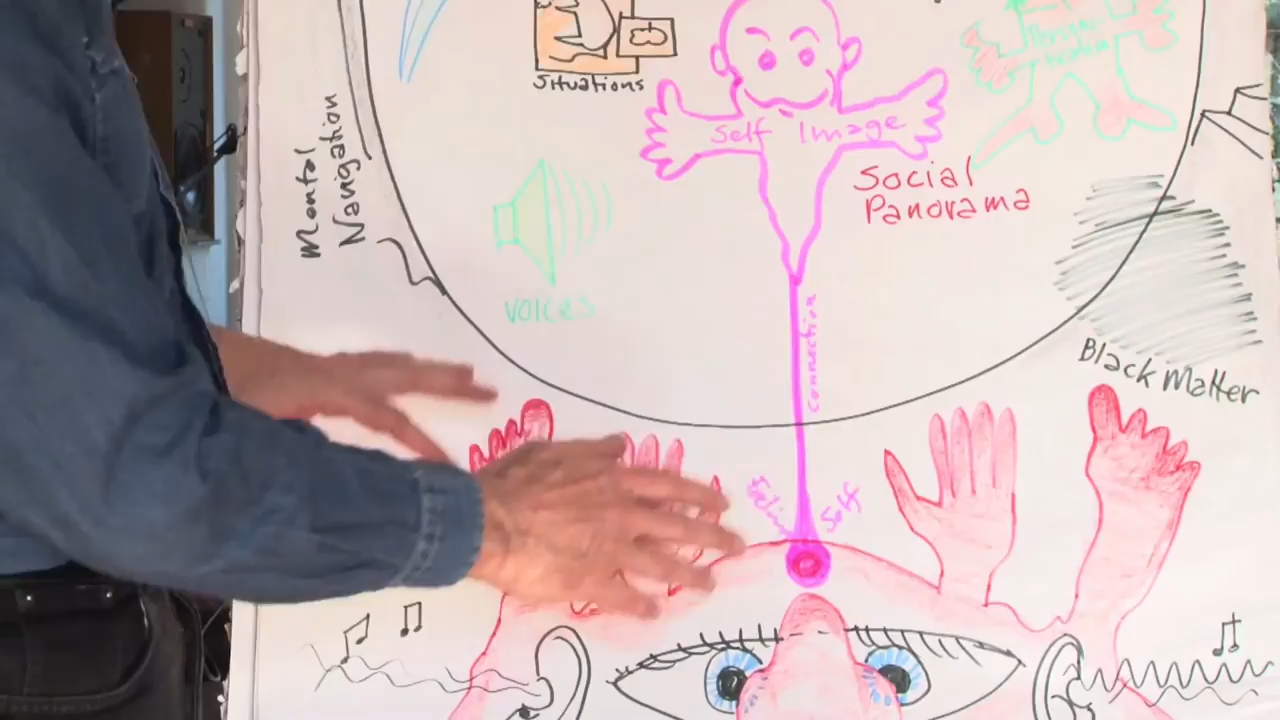 Situations
Mental
Navigation
Self Image
Social
Panorama
Voices
Connection
Black Matter
Self